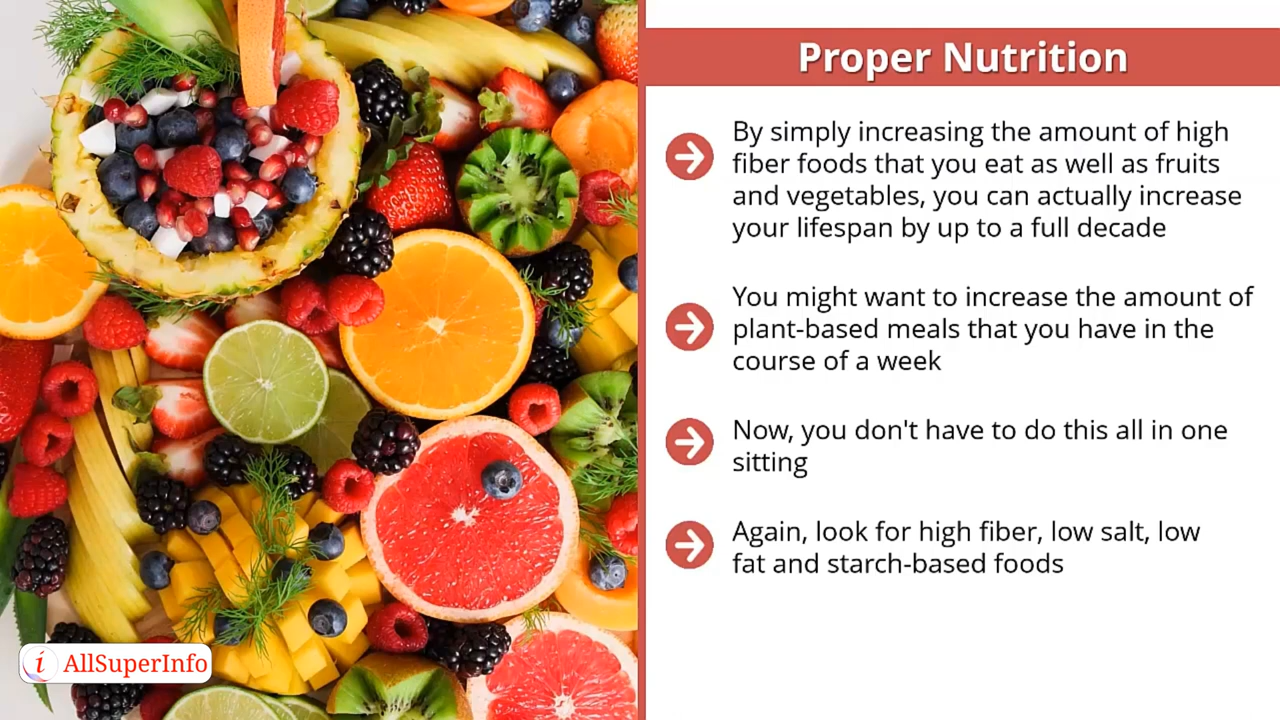 Proper Nutrition
By simply increasing the amount of high
fiber foods that you eat as well as fruits
and vegetables, you can actually increase
your lifespan by up to a full decade
You might want to increase the amount of
plant-based meals that you have in the
course of a week
Now, you don't have to do this all in one
sitting
Again, look for high fiber, low salt, low
fat and starch-based foods
i AllSuperInfo